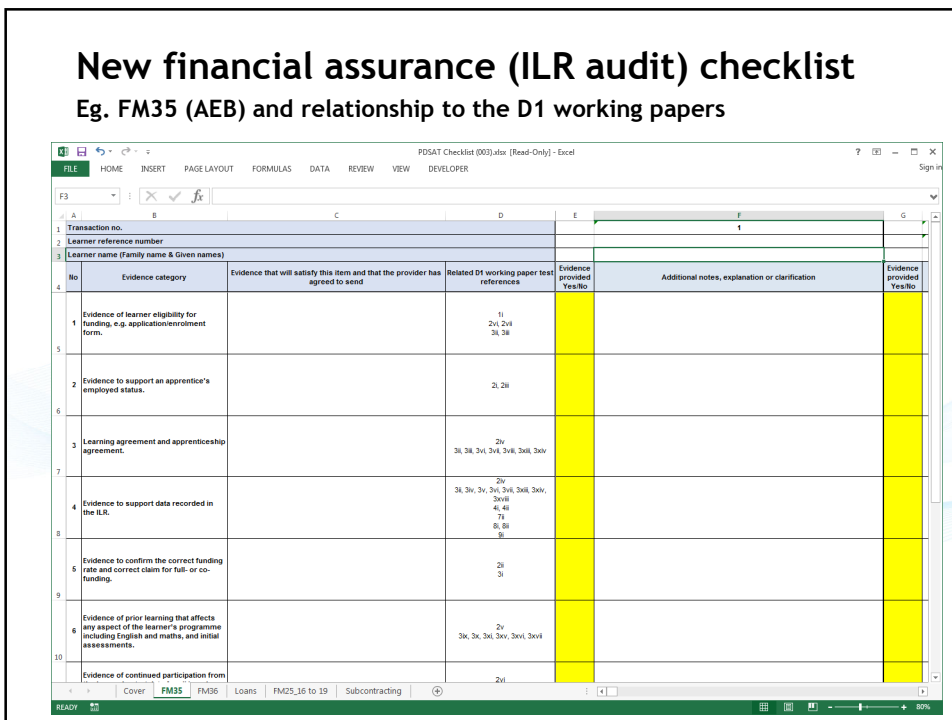 New financial assurance (ILR audit) checklist
Eg. FM35 (AEB) and relationship to the D1 working papers
PDSAT Checklist (003).xlsx [Read-Only] - Excel
?
FILE HOME INSERT PAGE LAYOUT FORMULAS DATA REVIEW VIEW DEVELOPER
Sign in
F3
fx
A B C D E F G
1 Transaction no. 1
2 Learner reference number
3 Learner name (Family name & Given names)
4
No
Evidence category
Evidence that will satisfy this item and that the provider has
agreed to send
Related D1 working paper test
references
Evidence
provided
Yes/No
Additional notes, explanation or clarification
Evidence
provided
Yes/No
5
1
Evidence of learner eligibility for
funding, e.g. application/enrolment
form.
1i
2vi, 2vii
3ii, 3iii
6
2
Evidence to support an apprentice's
employed status.
2i, 2iii
7
3
Learning agreement and apprenticeship
agreement.
2iv
3ii, 3iii, 3vi, 3vii, 3viii, 3xiii, 3xiv
8
4
Evidence to support data recorded in
the ILR.
2iv
3ii, 3iv, 3v, 3vi, 3vii, 3xiii, 3xiv,
3xviii
4i, 4ii
7ii
8i, 8ii
9i
9
5
Evidence to confirm the correct funding
rate and correct claim for full- or co-
funding.
2ii
3i
10
6
Evidence of prior learning that affects
any aspect of the learner's programme
including English and maths, and initial
assessments.
2v
3ix, 3x, 3xi, 3xv, 3xvi, 3xvii
Evidence of continued participation from
2vi
Cover FM35 FM36 Loans FM25_16 to 19 Subcontracting
READY
80%